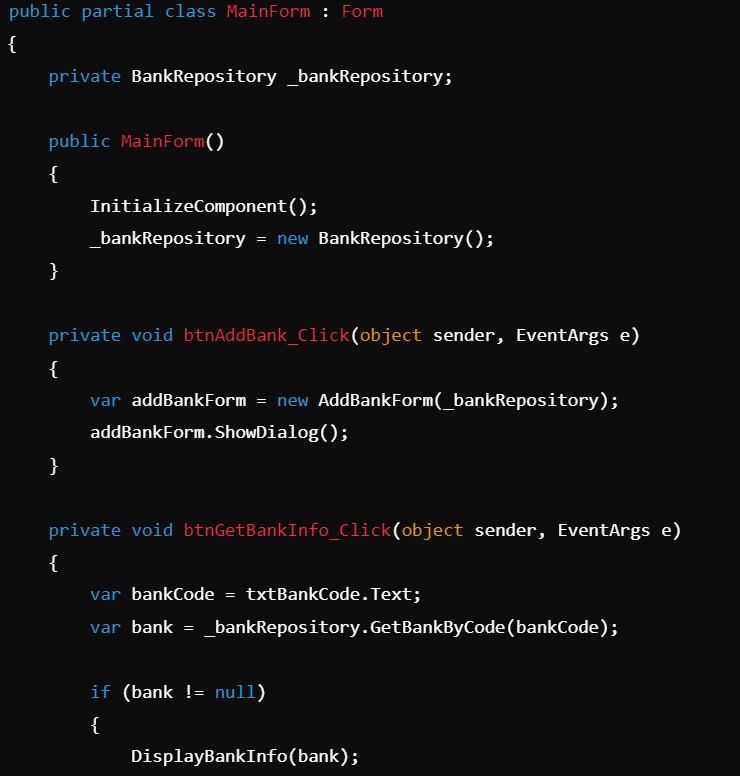 public partial class MainForm : Form
{
    private BankRepository _bankRepository;

    public MainForm()
    {
        InitializeComponent();
        _bankRepository = new BankRepository();
    }

    private void btnAddBank_Click(object sender, EventArgs e)
    {
        var addBankForm = new AddBankForm(_bankRepository);
        addBankForm.ShowDialog();
    }

    private void btnGetBankInfo_Click(object sender, EventArgs e)
    {
        var bankCode = txtBankCode.Text;
        var bank = _bankRepository.GetBankByCode(bankCode);

        if (bank != null)
        {
            DisplayBankInfo(bank);